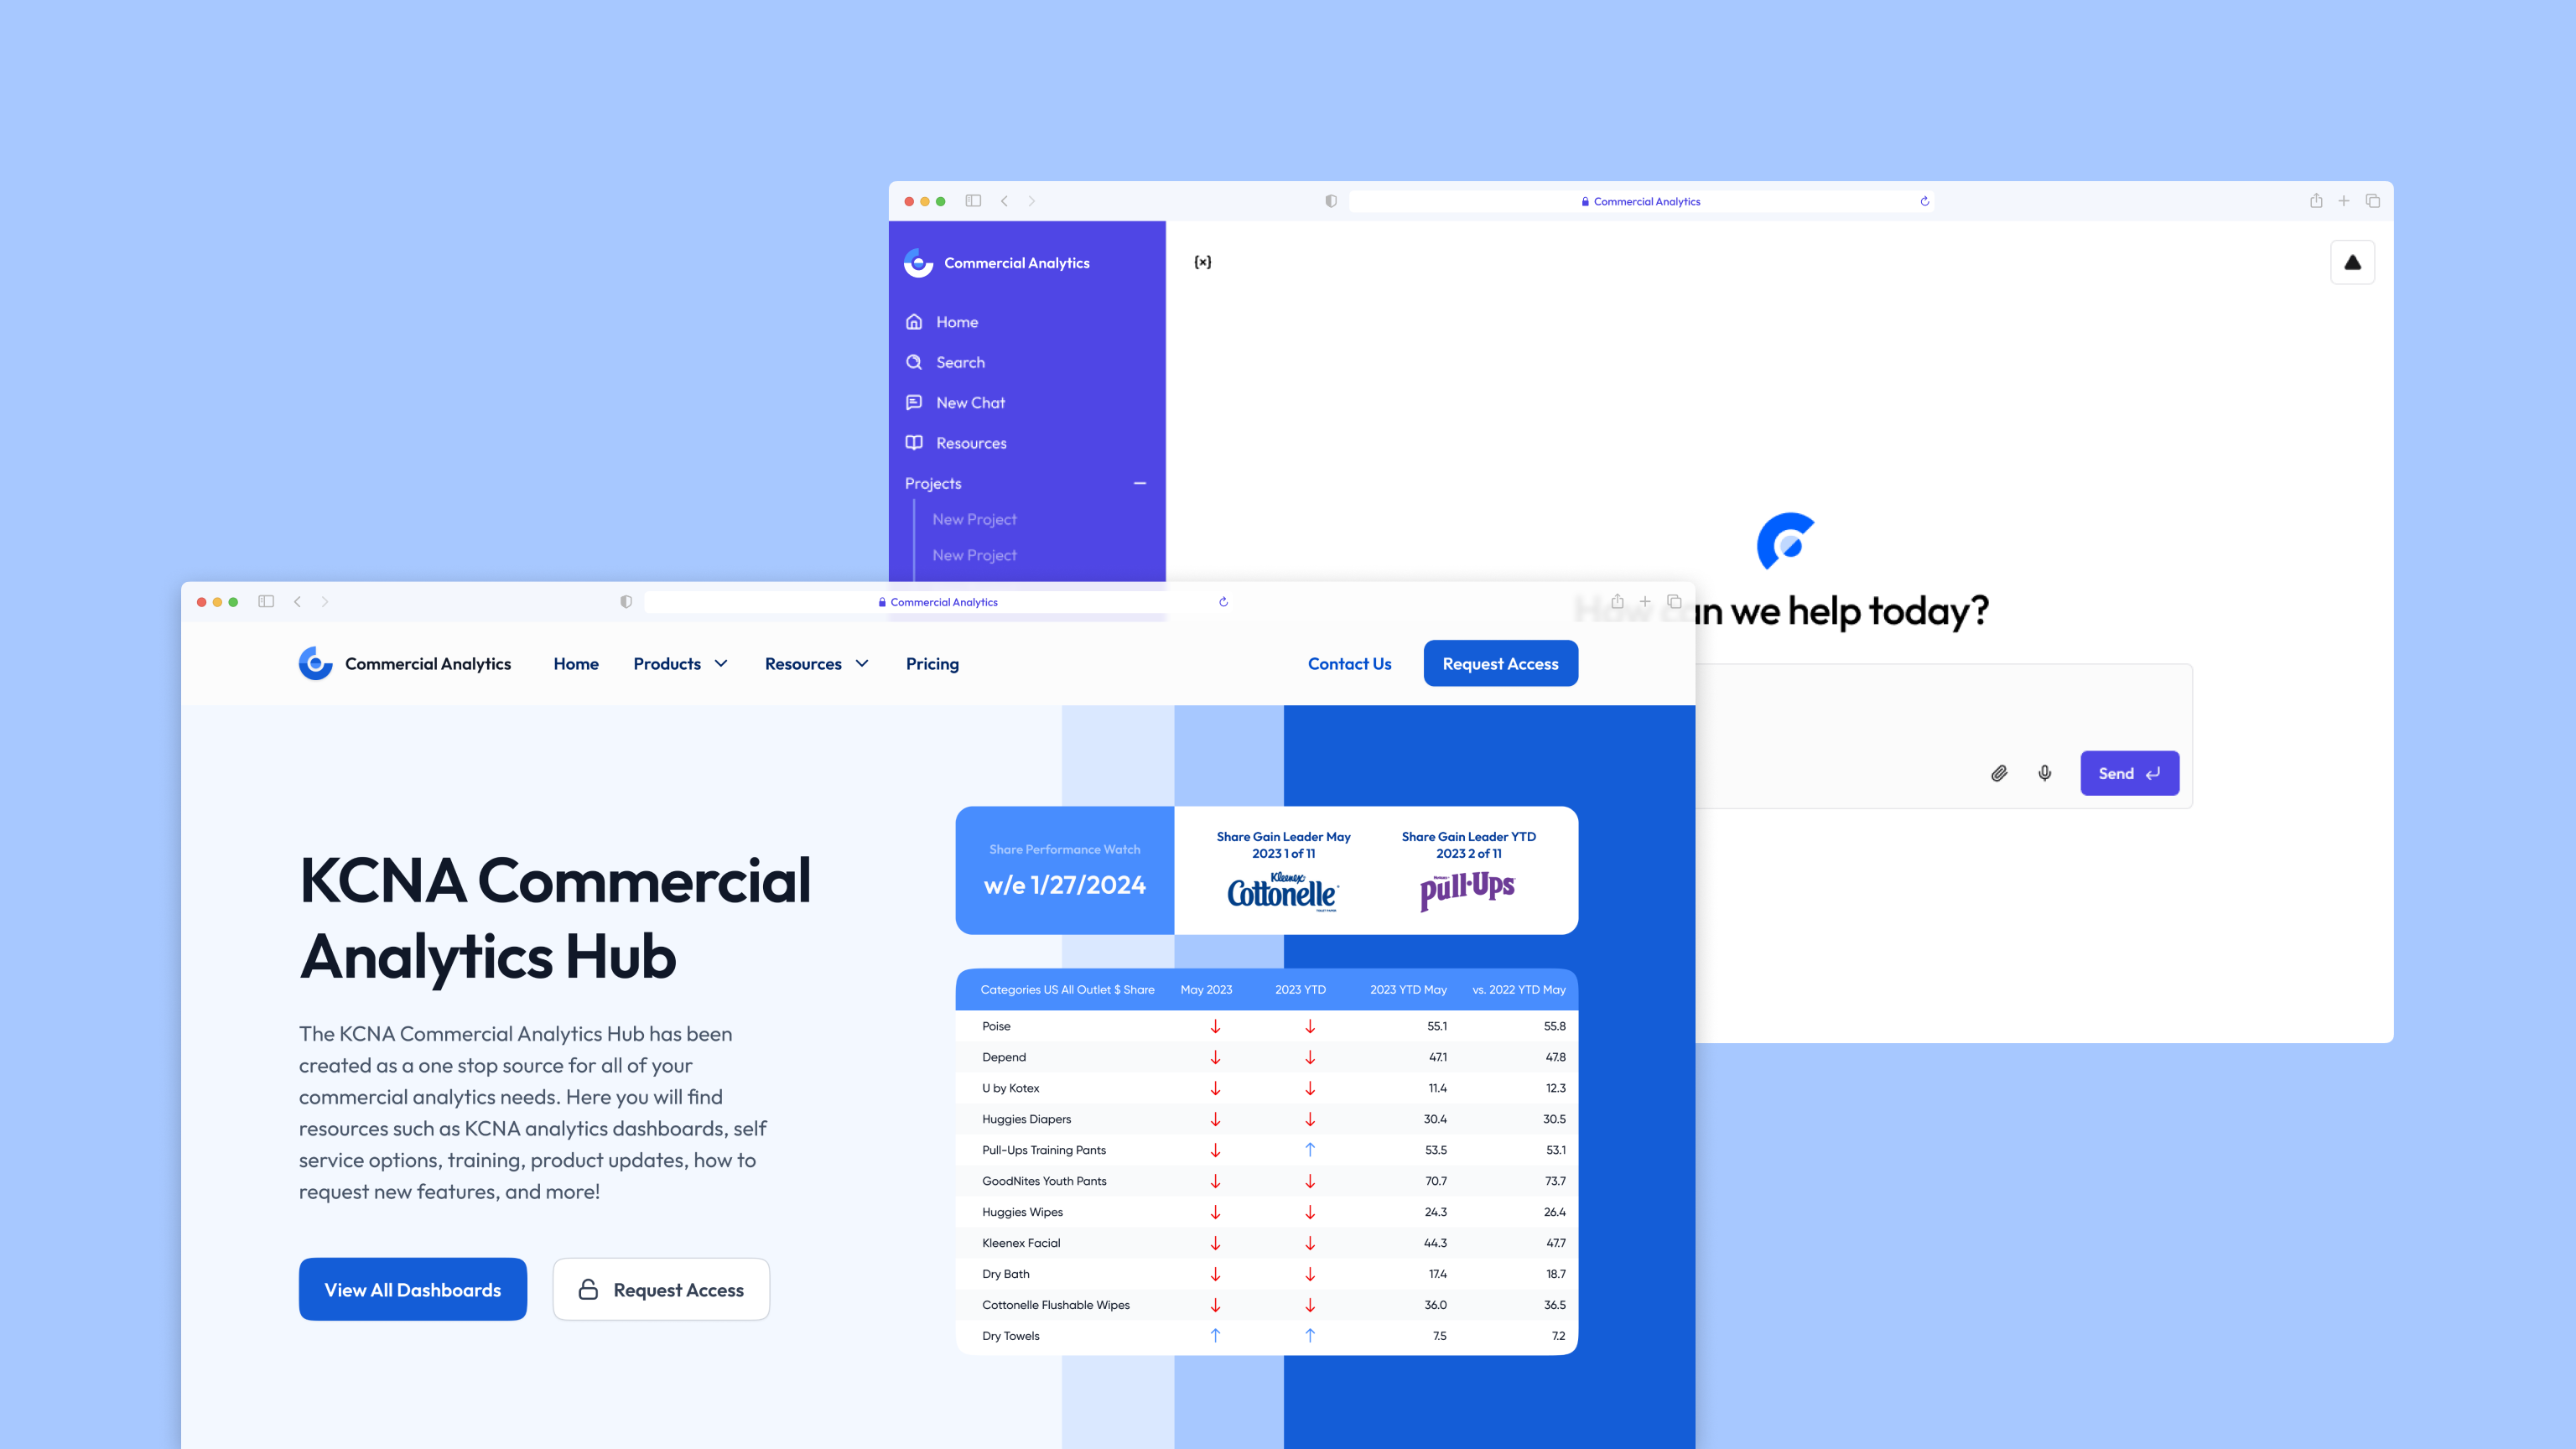 Commercial Analytics
Commercial Analytics
{x}
Home
Search
New Chat
Resources
Projects
New Project
New Project
How can we help today?
Send
Commercial Analytics
Commercial Analytics Home Products Resources Pricing Contact Us Request Access
KCNA Commercial
Analytics Hub
The KCNA Commercial Analytics Hub has been
created as a one stop source for all of your
commercial analytics needs. Here you will find
resources such as KCNA analytics dashboards, self
service options, training, product updates, how to
request new features, and more!
View All Dashboards Request Access
Share Performance Watch
w/e 1/27/2024
Share Gain Leader May
2023 1 of 11
Kleenex
Cottonelle
Share Gain Leader YTD
2023 2 of 11
Pull-Ups
Categories US All Outlet $ Share May 2023 2023 YTD 2023 YTD May vs. 2022 YTD May
Poise ↓ ↓ 55.1 55.8
Depend ↓ ↓ 47.1 47.8
U by Kotex ↓ ↓ 11.4 12.3
Huggies Diapers ↓ ↓ 30.4 30.5
Pull-Ups Training Pants ↓ ↑ 53.5 53.1
GoodNites Youth Pants ↓ ↓ 70.7 73.7
Huggies Wipes ↓ ↓ 24.3 26.4
Kleenex Facial ↓ ↓ 44.3 47.7
Dry Bath ↓ ↓ 17.4 18.7
Cottonelle Flushable Wipes ↓ ↓ 36.0 36.5
Dry Towels ↑ ↑ 7.5 7.2